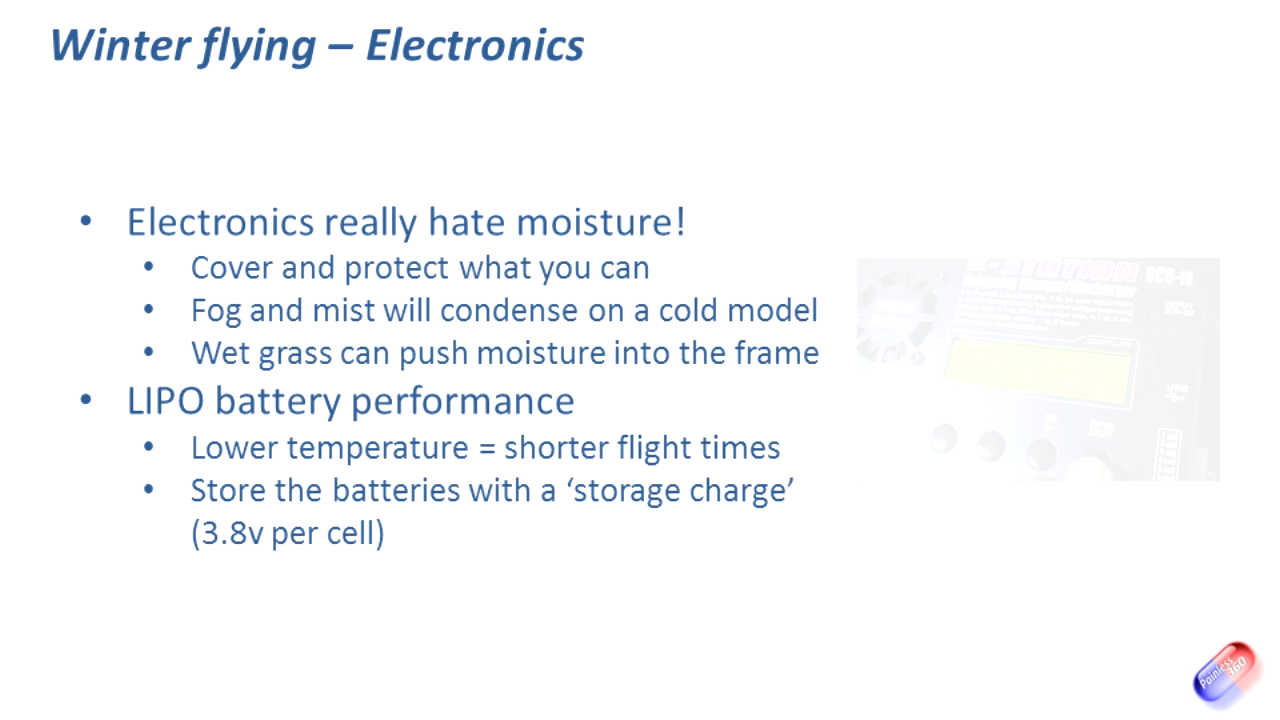 Winter flying – Electronics
• Electronics really hate moisture!
• Cover and protect what you can
• Fog and mist will condense on a cold model
• Wet grass can push moisture into the frame
• LIPO battery performance
• Lower temperature = shorter flight times
• Store the batteries with a ‘storage charge’
(3.8v per cell)
Painless
360